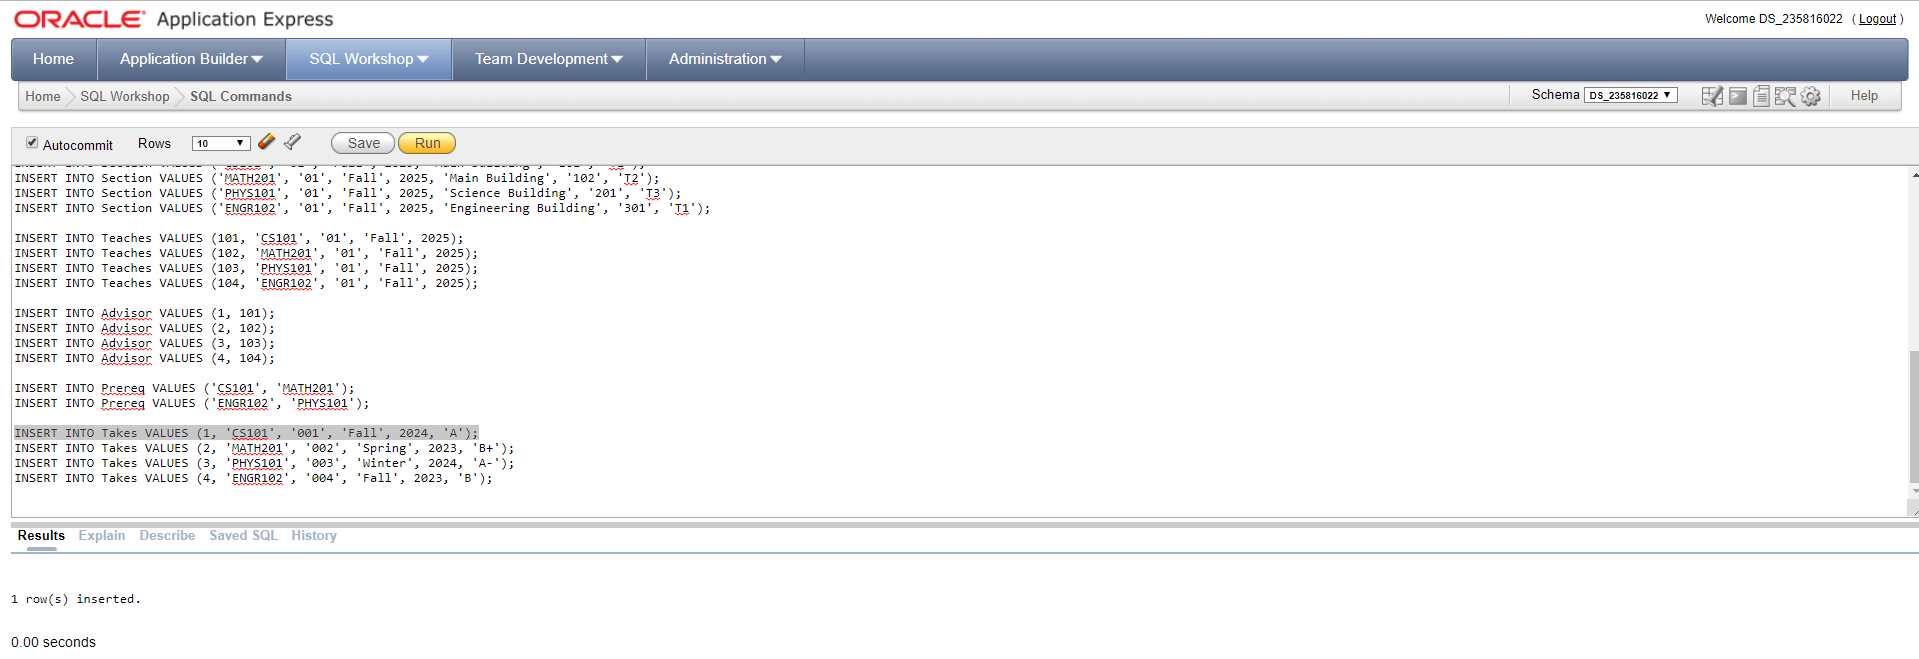 ORACLE Application Express
Welcome DS_235816022 ( Logout )
Home Application Builder SQL Workshop Team Development Administration
Home SQL Workshop SQL Commands Schema DS_235816022 Help
Autocommit Rows 10 Save Run
INSERT INTO Section VALUES ('MATH201', '01', 'Fall', 2025, 'Main Building', '102', 'T2');
INSERT INTO Section VALUES ('PHYS101', '01', 'Fall', 2025, 'Science Building', '201', 'T3');
INSERT INTO Section VALUES ('ENGR102', '01', 'Fall', 2025, 'Engineering Building', '301', 'T1');
INSERT INTO Teaches VALUES (101, 'CS101', '01', 'Fall', 2025);
INSERT INTO Teaches VALUES (102, 'MATH201', '01', 'Fall', 2025);
INSERT INTO Teaches VALUES (103, 'PHYS101', '01', 'Fall', 2025);
INSERT INTO Teaches VALUES (104, 'ENGR102', '01', 'Fall', 2025);
INSERT INTO Advisor VALUES (1, 101);
INSERT INTO Advisor VALUES (2, 102);
INSERT INTO Advisor VALUES (3, 103);
INSERT INTO Advisor VALUES (4, 104);
INSERT INTO Prereq VALUES ('CS101', 'MATH201');
INSERT INTO Prereq VALUES ('ENGR102', 'PHYS101');
INSERT INTO Takes VALUES (1, 'CS101', '001', 'Fall', 2024, 'A');
INSERT INTO Takes VALUES (2, 'MATH201', '002', 'Spring', 2023, 'B+');
INSERT INTO Takes VALUES (3, 'PHYS101', '003', 'Winter', 2024, 'A-');
INSERT INTO Takes VALUES (4, 'ENGR102', '004', 'Fall', 2023, 'B');
Results Explain Describe Saved SQL History
1 row(s) inserted.
0.00 seconds